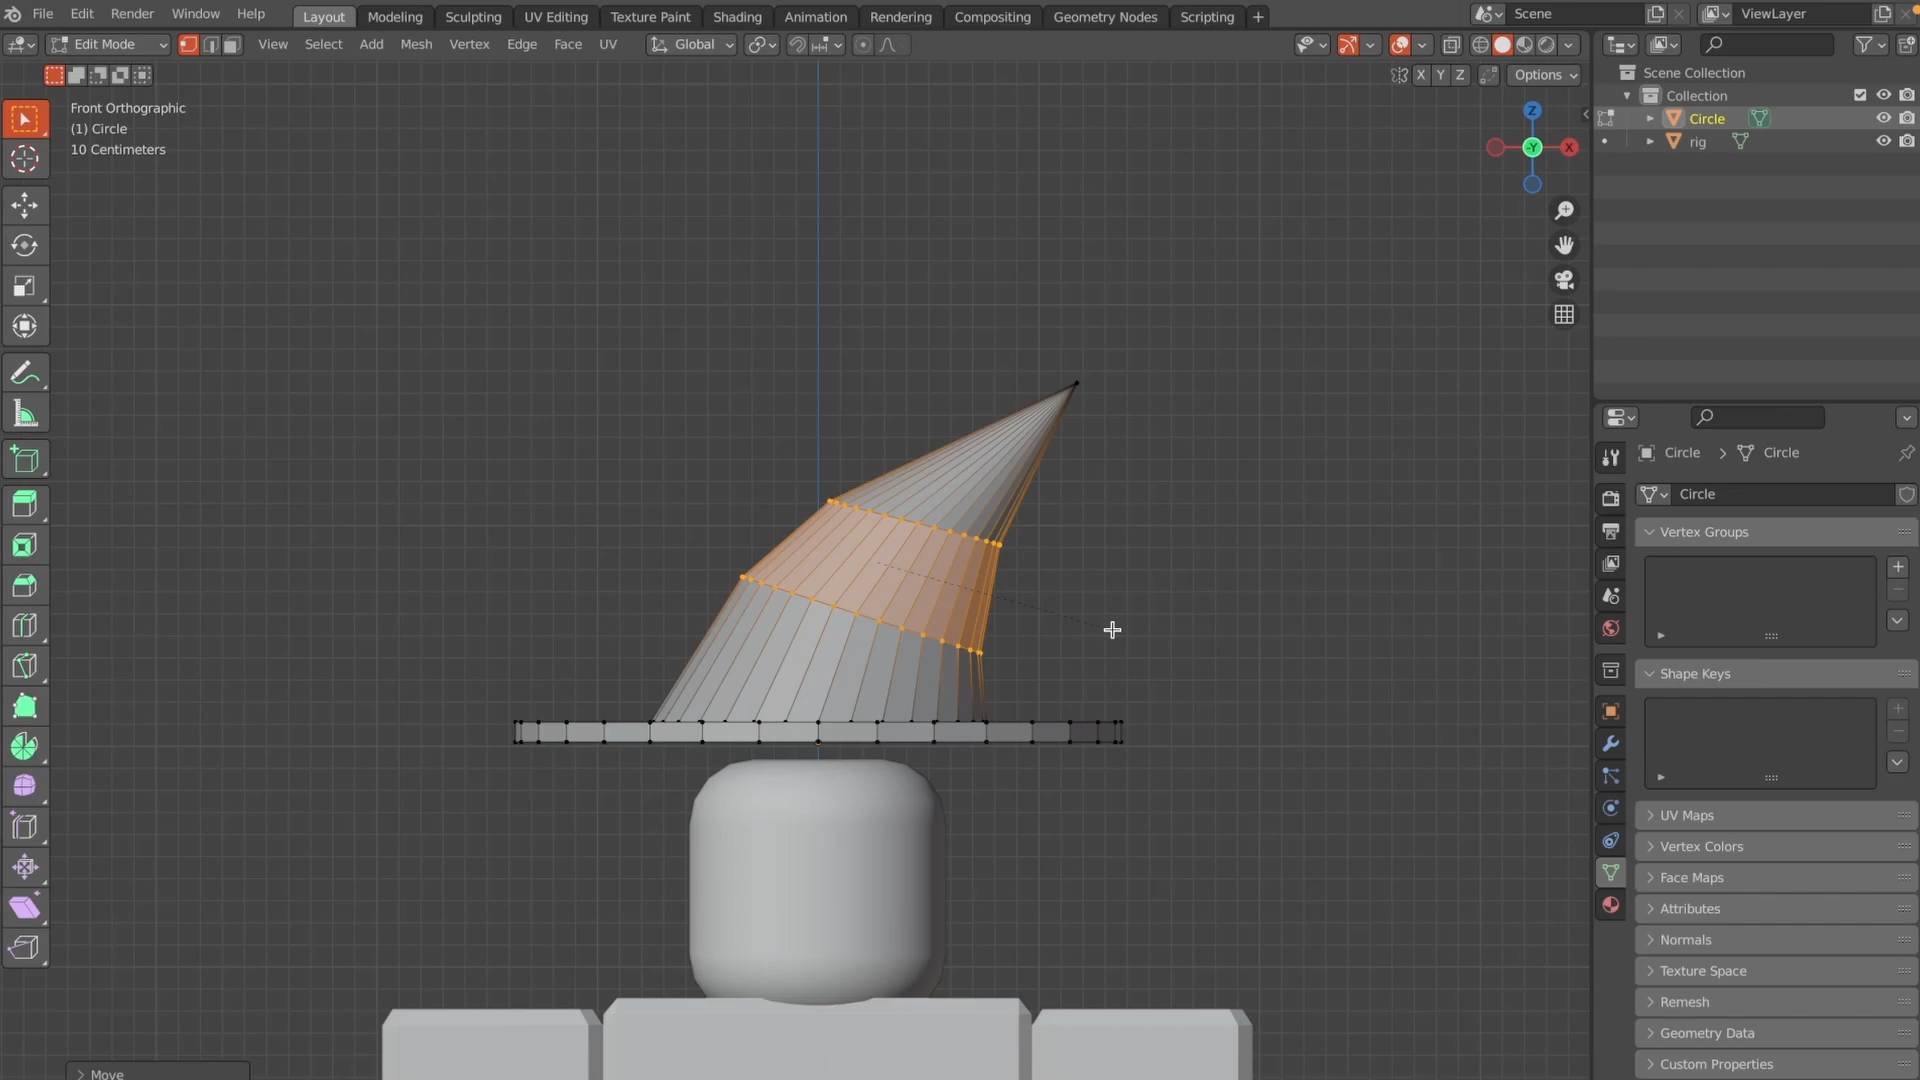 File Edit Render Window Help Layout Modeling Sculpting UV Editing Texture Paint Shading Animation Rendering Compositing Geometry Nodes Scripting + Scene ViewLayer
Edit Mode View Select Add Mesh Vertex Edge Face UV Global
X Y Z Options
Front Orthographic
(1) Circle
10 Centimeters
Z
-Y
X
Move
Scene Collection
Collection
Circle
rig
Circle > Circle
Circle
Vertex Groups
Shape Keys
UV Maps
Vertex Colors
Face Maps
Attributes
Normals
Texture Space
Remesh
Geometry Data
Custom Properties